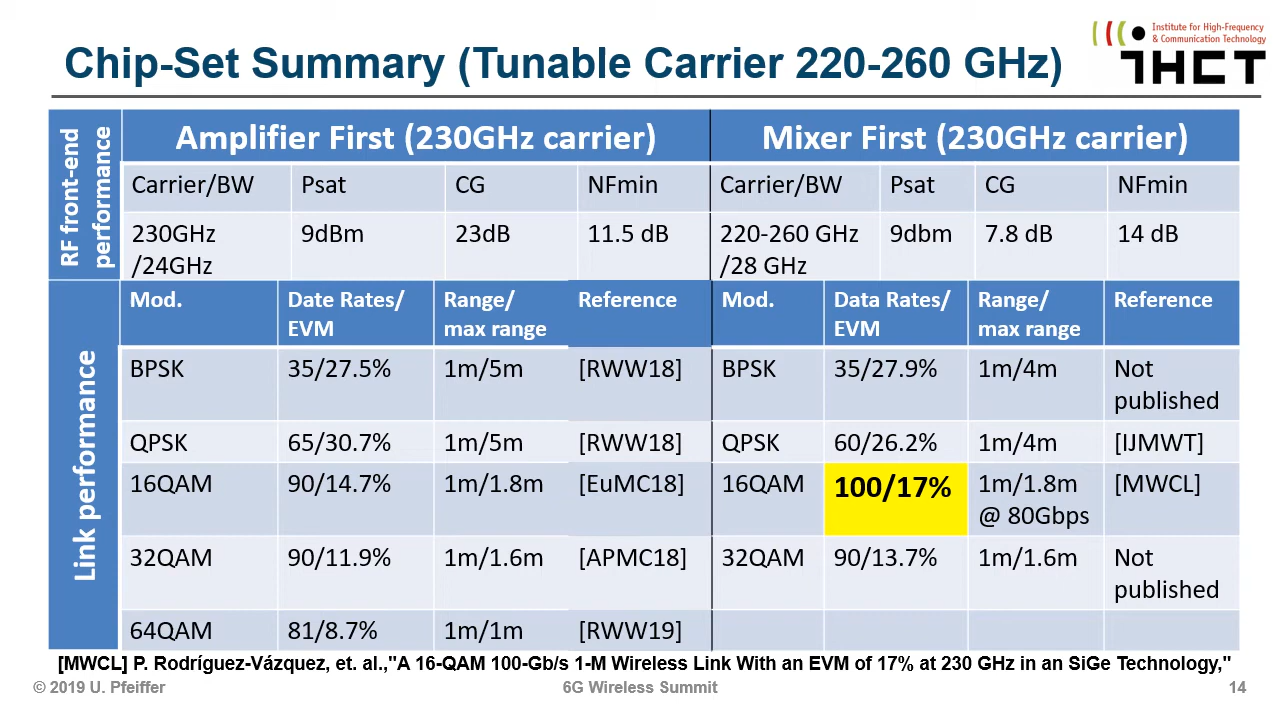 Institute for High-Frequency
& Communication Technology
IHCT
Chip-Set Summary (Tunable Carrier 220-260 GHz)
RF front-end
performance
Amplifier First (230GHz carrier)
Mixer First (230GHz carrier)
Carrier/BW
Psat
CG
NFmin
Carrier/BW
Psat
CG
NFmin
230GHz
/24GHz
9dBm
23dB
11.5 dB
220-260 GHz
/28 GHz
9dbm
7.8 dB
14 dB
Link performance
Mod.
Date Rates/
EVM
Range/
max range
Reference
Mod.
Data Rates/
EVM
Range/
max range
Reference
BPSK
35/27.5%
1m/5m
[RWW18]
BPSK
35/27.9%
1m/4m
Not
published
QPSK
65/30.7%
1m/5m
[RWW18]
QPSK
60/26.2%
1m/4m
[IJMWT]
16QAM
90/14.7%
1m/1.8m
[EuMC18]
16QAM
100/17%
1m/1.8m
@ 80Gbps
[MWCL]
32QAM
90/11.9%
1m/1.6m
[APMC18]
32QAM
90/13.7%
1m/1.6m
Not
published
64QAM
81/8.7%
1m/1m
[RWW19]
[MWCL] P. Rodríguez-Vázquez, et. al.,"A 16-QAM 100-Gb/s 1-M Wireless Link With an EVM of 17% at 230 GHz in an SiGe Technology,"
© 2019 U. Pfeiffer
6G Wireless Summit
14